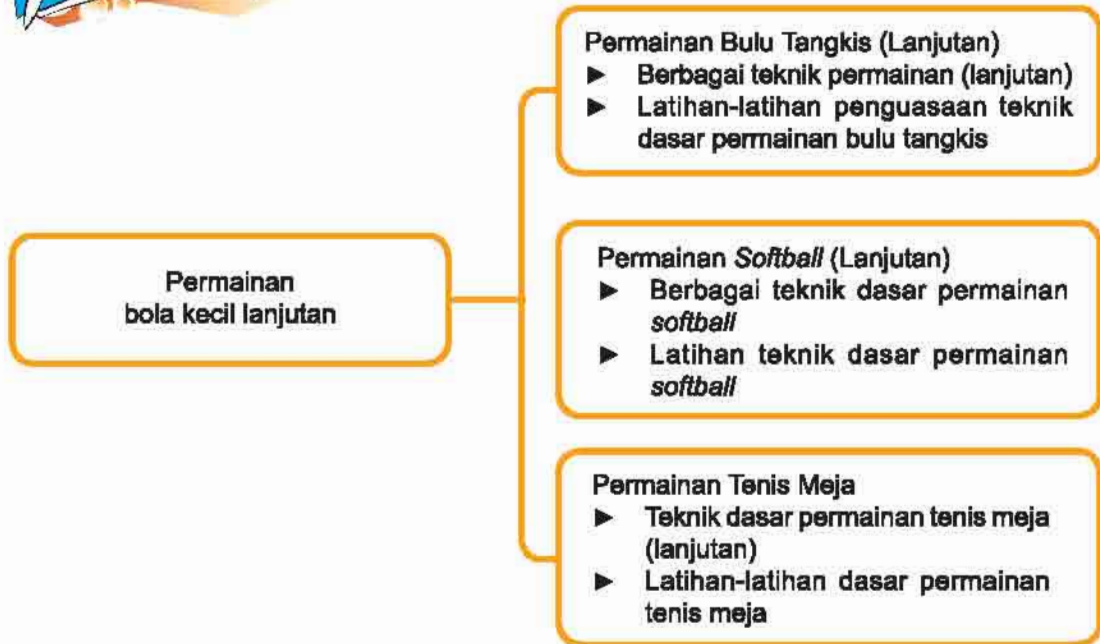 Permainan
bola kecil lanjutan
Permainan Bulu Tangkis (Lanjutan)
► Berbagai teknik permainan (lanjutan)
► Latihan-latihan penguasaan teknik
dasar permainan bulu tangkis
Permainan Softball (Lanjutan)
► Berbagai teknik dasar permainan
softball
► Latihan teknik dasar permainan
softball
Permainan Tenis Meja
► Teknik dasar permainan tenis meja
(lanjutan)
► Latihan-latihan dasar permainan
tenis meja